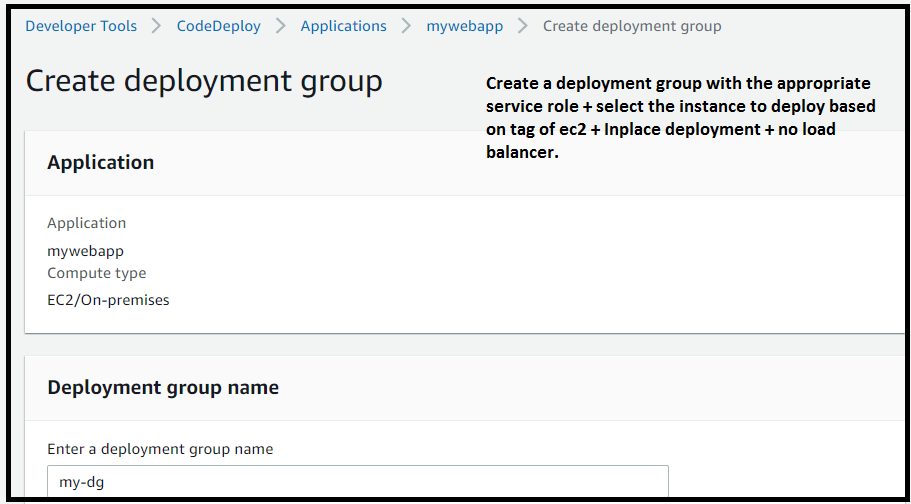 Developer Tools > CodeDeploy > Applications > mywebapp > Create deployment group
Create deployment group
Create a deployment group with the appropriate
service role + select the instance to deploy based
on tag of ec2 + Inplace deployment + no load
balancer.
Application
Application
mywebapp
Compute type
EC2/On-premises
Deployment group name
Enter a deployment group name
my-dg